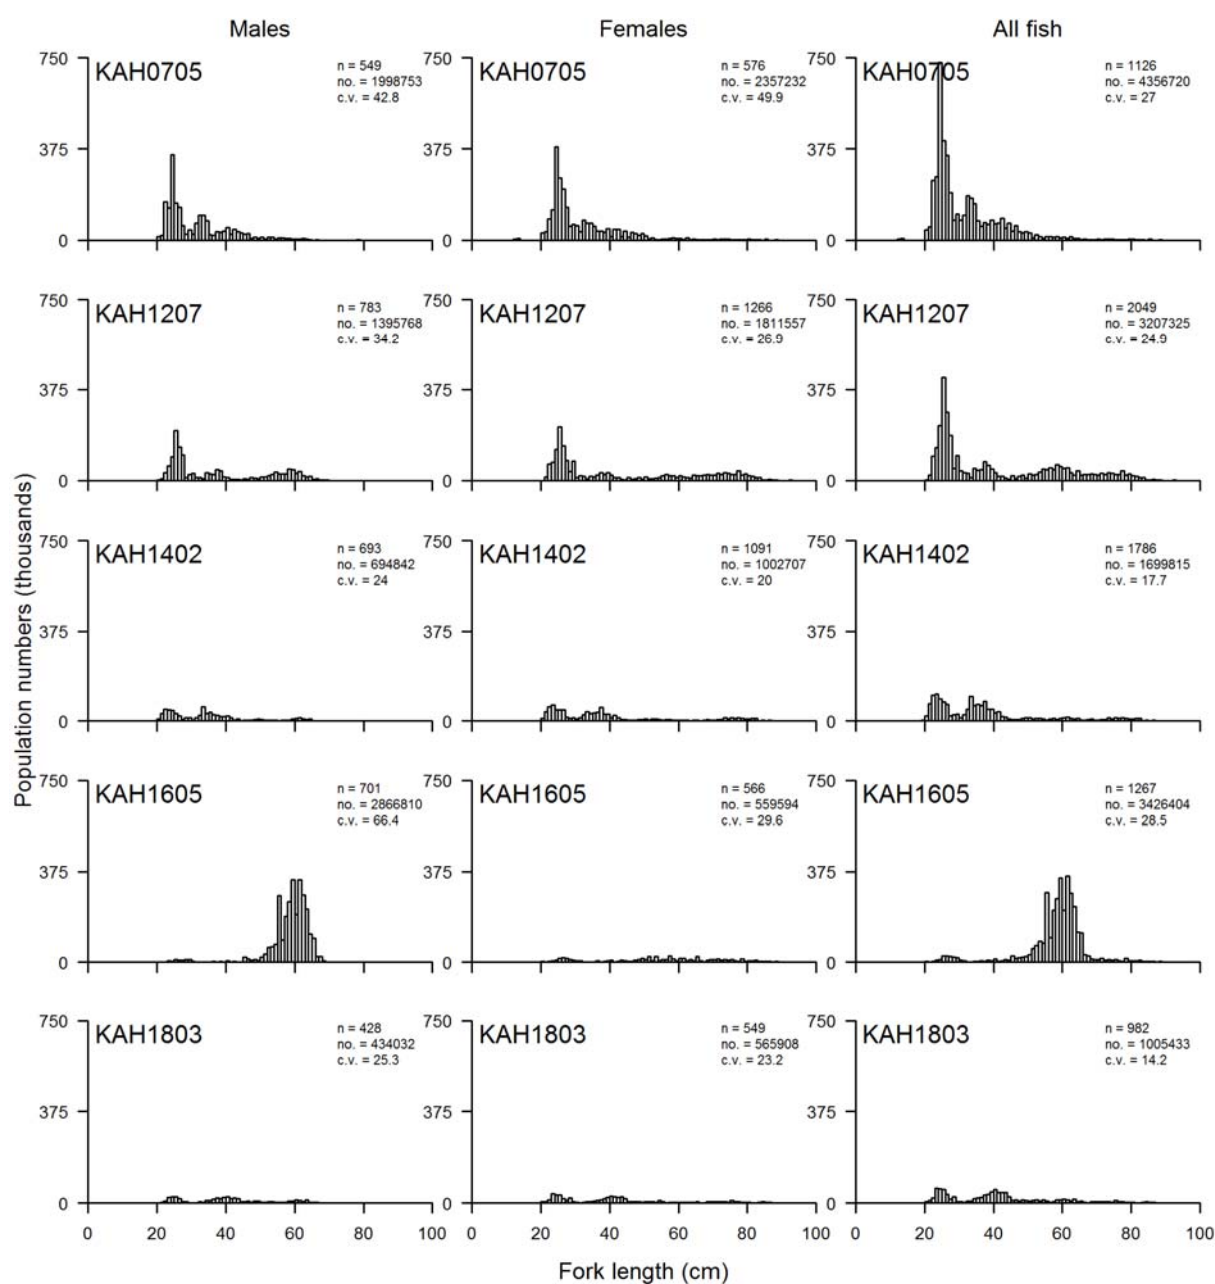 Males Females All fish
Population numbers (thousands)
750 KAH0705 n = 549 750 KAH0705 n = 576 750 KAH0705 n = 1126
no. = 1998753 no. = 2357232 no. = 4356720
c.v. = 42.8 c.v. = 49.9 c.v. = 27
375 375 375
0 0 0
750 KAH1207 n = 783 750 KAH1207 n = 1266 750 KAH1207 n = 2049
no. = 1395768 no. = 1811557 no. = 3207325
c.v. = 34.2 c.v. = 26.9 c.v. = 24.9
375 375 375
0 0 0
750 KAH1402 n = 693 750 KAH1402 n = 1091 750 KAH1402 n = 1786
no. = 694842 no. = 1002707 no. = 1699815
c.v. = 24 c.v. = 20 c.v. = 17.7
375 375 375
0 0 0
750 KAH1605 n = 701 750 KAH1605 n = 566 750 KAH1605 n = 1267
no. = 2866810 no. = 559594 no. = 3426404
c.v. = 66.4 c.v. = 29.6 c.v. = 28.5
375 375 375
0 0 0
750 KAH1803 n = 428 750 KAH1803 n = 549 750 KAH1803 n = 982
no. = 434032 no. = 565908 no. = 1005433
c.v. = 25.3 c.v. = 23.2 c.v. = 14.2
375 375 375
0 0 0
0 20 40 60 80 100 0 20 40 60 80 100 0 20 40 60 80 100
Fork length (cm)